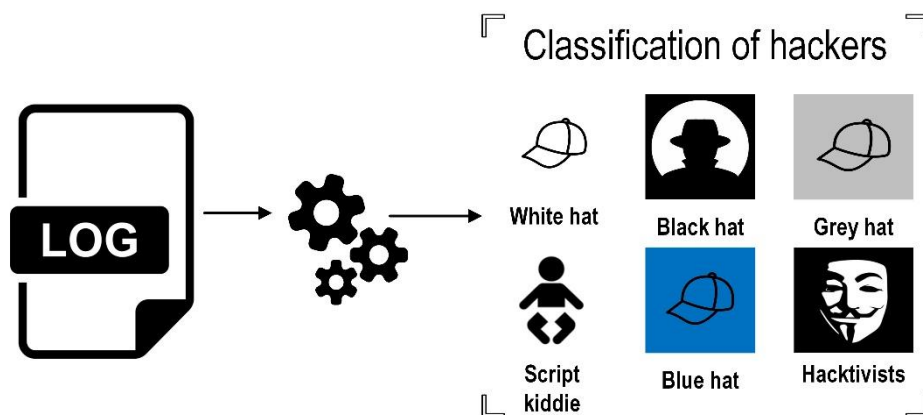 Classification of hackers
LOG
White hat
Black hat
Grey hat
Script
kiddie
Blue hat
Hacktivists